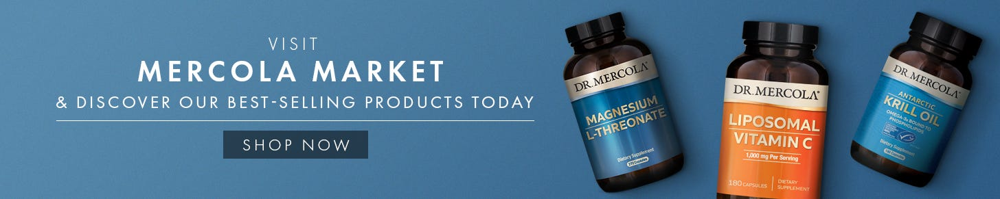 VISIT
MERCOLA MARKET
& DISCOVER OUR BEST-SELLING PRODUCTS TODAY
SHOP NOW
DR. MERCOLA®
MAGNESIUM
L-THREONATE
Dietary Supplement
270 Capsules
DR. MERCOLA®
LIPOSOMAL
VITAMIN C
1,000 mg Per Serving
180 CAPSULES
DIETARY
SUPPLEMENT
DR. MERCOLA®
ANTARCTIC
KRILL OIL
OMEGA-3s BOUND TO
PHOSPHOLIPIDS
Dietary Supplement